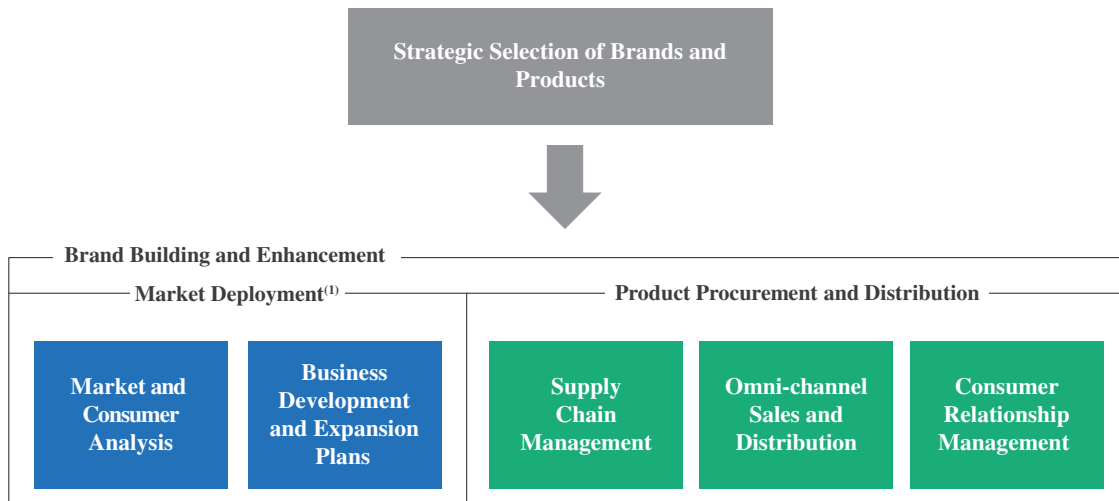 Strategic Selection of Brands and
Products
Brand Building and Enhancement
Market Deployment(1)
Product Procurement and Distribution
Market and
Consumer
Analysis
Business
Development
and Expansion
Plans
Supply
Chain
Management
Omni-channel
Sales and
Distribution
Consumer
Relationship
Management